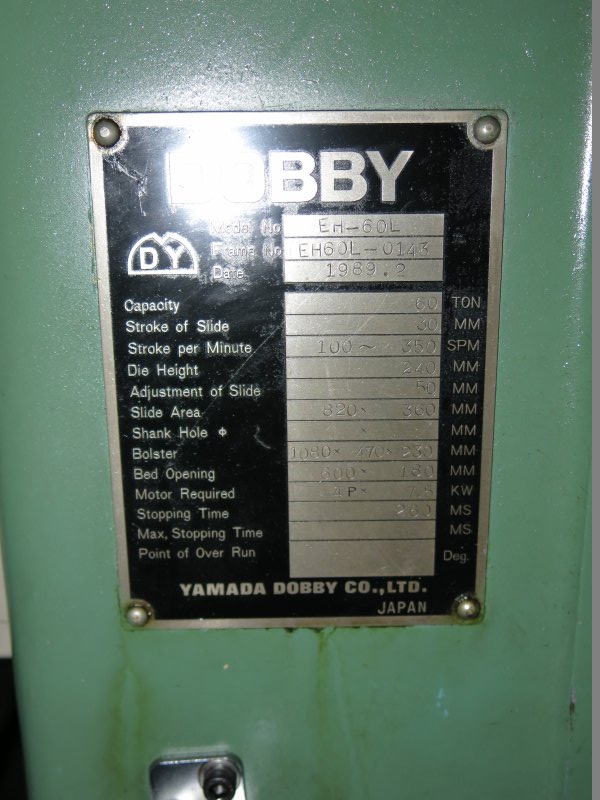 DOBBY
Model No EH-60L
DY
Frame No EH60L-0143
Date 1989.2
Capacity 60 TON
Stroke of Slide 30 MM
Stroke per Minute 100~ 350 SPM
Die Height 240 MM
Adjustment of Slide 50 MM
Slide Area 820× 360 MM
Shank Hole Φ × MM
Bolster 1080× 470× 230 MM
Bed Opening 600× 180 MM
Motor Required 4P× 7.5 KW
Stopping Time 260 MS
Max, Stopping Time MS
Point of Over Run Deg.
YAMADA DOBBY CO.,LTD.
JAPAN